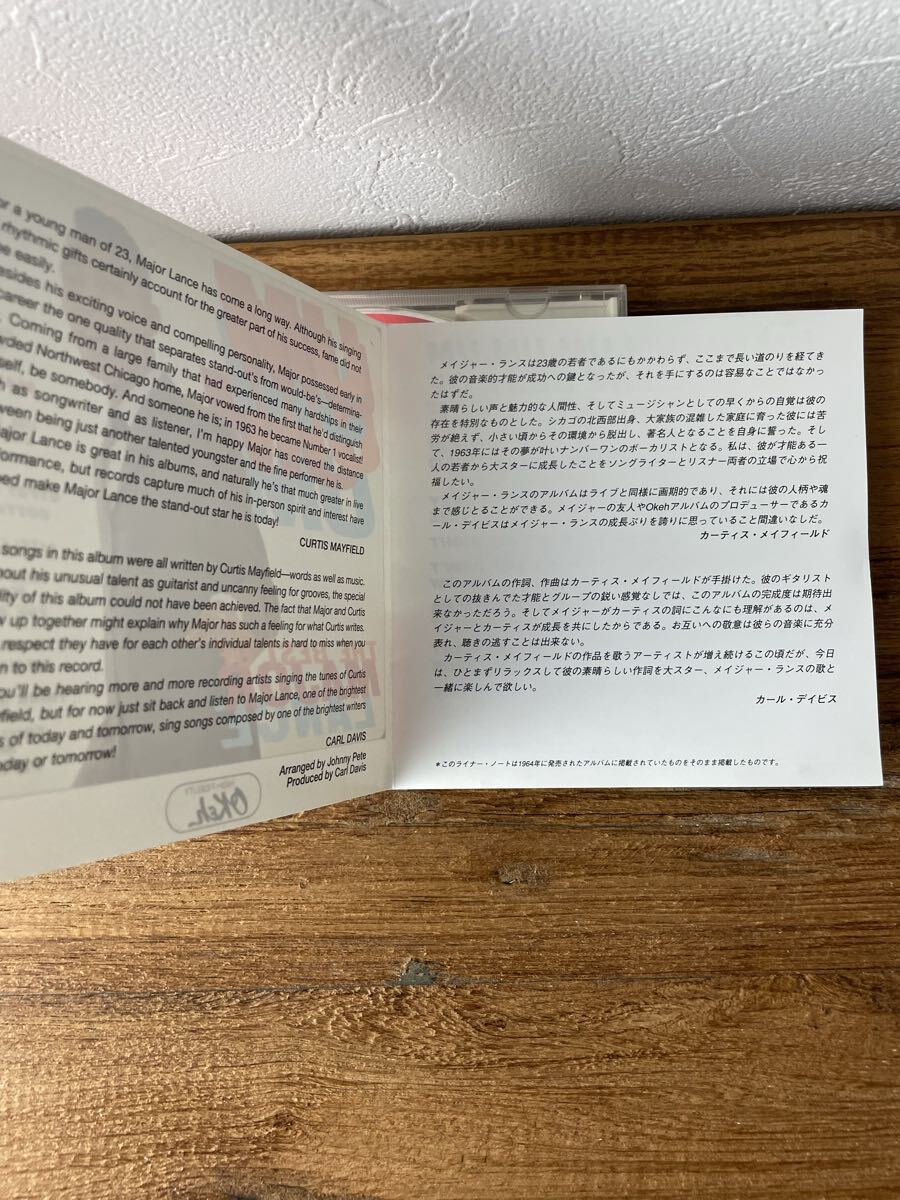 or a young man of 23, Major Lance has come a long way. Although his singing
rhythmic gifts certainly account for the greater part of his success, fame did not
e easily.
esides his exciting voice and compelling personality, Major possessed early
career the one quality that separates stand-out's from would-be's—determina-
. Coming from a large family that had experienced many hardships in their
wded Northwest Chicago home, Major vowed from the first that he'd distinguish
self, be somebody. And someone he is; in 1963 he became Number 1 vocalist!
h as songwriter and as listener, I'm happy Major has covered the distance
ween being just another talented youngster and the fine performer he is.
ajor Lance is great in his albums, and naturally he's that much greater in live
formance, but records capture much of his in-person spirit and interest have
eed make Major Lance the stand-out star he is today!
CURTIS MAYFIELD
songs in this album were all written by Curtis Mayfield—words as well as music.
hout his unusual talent as guitarist and uncanny feeling for grooves, the special
lity of this album could not have been achieved. The fact that Major and Curtis
w up together might explain why Major has such a feeling for what Curtis writes.
respect they have for each other's individual talents is hard to miss when you
n to this record.
ou'll be hearing more and more recording artists singing the tunes of Curtis
yfield, but for now just sit back and listen to Major Lance, one of the brightest
s of today and tomorrow, sing songs composed by one of the brightest writers
oday or tomorrow!
CARL DAVIS
Arranged by Johnny Pete
Produced by Carl Davis
メイジャー・ランスは23歳の若者であるにもかかわらず、ここまで長い道のりを経てき
た。彼の音楽的才能が成功への鍵となったが、それを手にするのは容易なことではなかっ
たはずだ。
素晴らしい声と魅力的な人間性、そしてミュージシャンとしての早くからの自覚は彼の
存在を特別なものとした。シカゴの北西部出身、大家族の混雑した家庭に育った彼には苦
労が絶えず、小さい頃からその環境から脱出し、著名人となることを自身に誓った。そし
て、1963年にはその夢が叶いナンバーワンのボーカリストとなる。私は、彼が才能ある一
人の若者から大スターに成長したことをソングライターとリスナー両者の立場で心から祝
福したい。
メイジャー・ランスのアルバムはライブと同様に画期的であり、それには彼の人柄や魂
まで感じとることができる。メイジャーの友人やOkehアルバムのプロデューサーであるカ
ール・デイビスはメイジャー・ランスの成長ぶりを誇りに思っていること間違いなしだ。
カーティス・メイフィールド
このアルバムの作詞、作曲はカーティス・メイフィールドが手掛けた。彼のギタリスト
としての抜きんでた才能とグループの鋭い感覚なしでは、このアルバムの完成度は期待出
来なかっただろう。そしてメイジャーがカーティスの詞にこんなにも理解があるのは、メ
イジャーとカーティスが成長を共にしたからである。お互いへの敬意は彼らの音楽に充分
表れ、聴きの逃すことは出来ない。
カーティス・メイフィールドの作品を歌うアーティストが増え続けるこの頃だが、今日
は、ひとまずリラックスして彼の素晴らしい作詞を大スター、メイジャー・ランスの歌と
一緒に楽しんで欲しい。
カール・デイビス
＊このライナー・ノートは1964年に発売されたアルバムに掲載されていたものをそのまま掲載したものです。